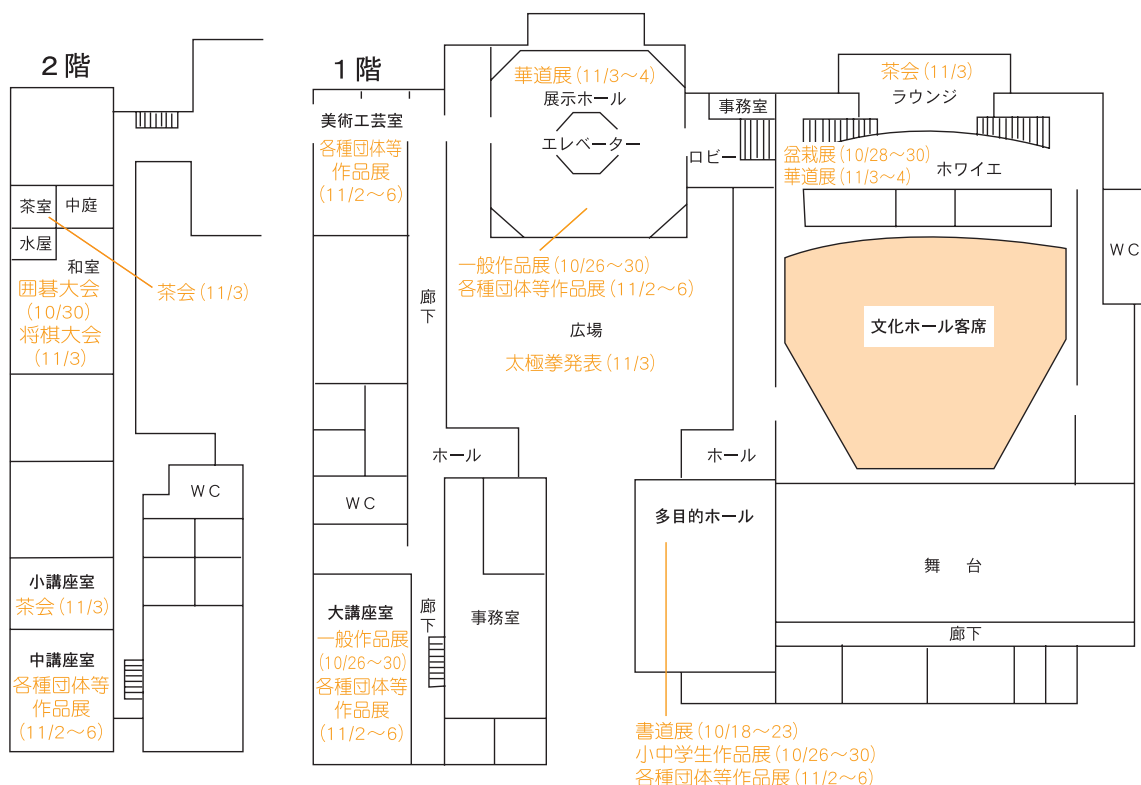 2階
茶室
中庭
水屋
和室
囲碁大会
(10/30)
将棋大会
(11/3)
茶会(11/3)
WC
小講座室
茶会(11/3)
中講座室
各種団体等
作品展
(11/2〜6)
1階
美術工芸室
各種団体等
作品展
(11/2〜6)
廊下
ホール
WC
大講座室
一般作品展
(10/26〜30)
各種団体等
作品展
(11/2〜6)
廊下
事務室
華道展(11/3〜4)
展示ホール
エレベーター
一般作品展(10/26〜30)
各種団体等作品展(11/2〜6)
広場
太極拳発表(11/3)
事務室
ロビー
茶会(11/3)
ラウンジ
盆栽展(10/28〜30)
華道展(11/3〜4)
ホワイエ
WC
文化ホール客席
ホール
多目的ホール
舞 台
廊下
書道展(10/18〜23)
小中学生作品展(10/26〜30)
各種団体等作品展(11/2〜6)